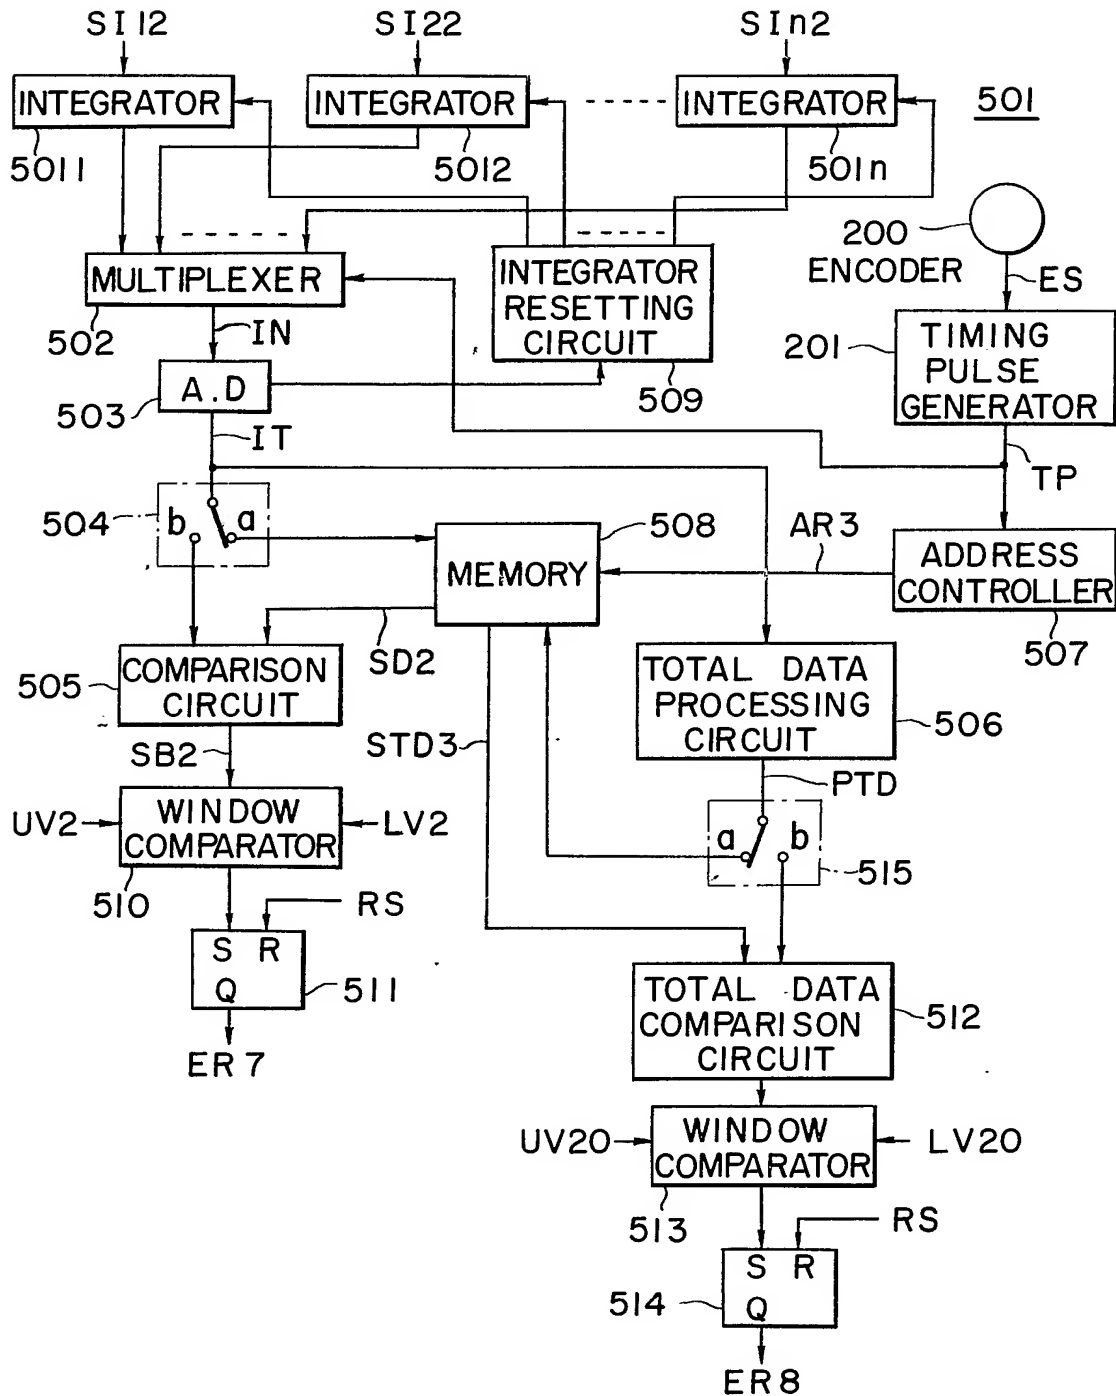 SI12
SI22
SIn2
INTEGRATOR
INTEGRATOR
INTEGRATOR
501
5011
5012
501n
200
ENCODER
ES
MULTIPLEXER
502
IN
INTEGRATOR
RESETTING
CIRCUIT
509
201
TIMING
PULSE
GENERATOR
TP
A.D
503
IT
504
b
a
508
MEMORY
AR3
ADDRESS
CONTROLLER
507
SD2
505
COMPARISON
CIRCUIT
STD3
TOTAL DATA
PROCESSING
CIRCUIT
506
SB2
PTD
UV2
WINDOW
COMPARATOR
LV2
510
a
b
515
RS
S R
Q
511
ER7
TOTAL DATA
COMPARISON
CIRCUIT
512
UV20
WINDOW
COMPARATOR
LV20
513
RS
S R
Q
514
ER8